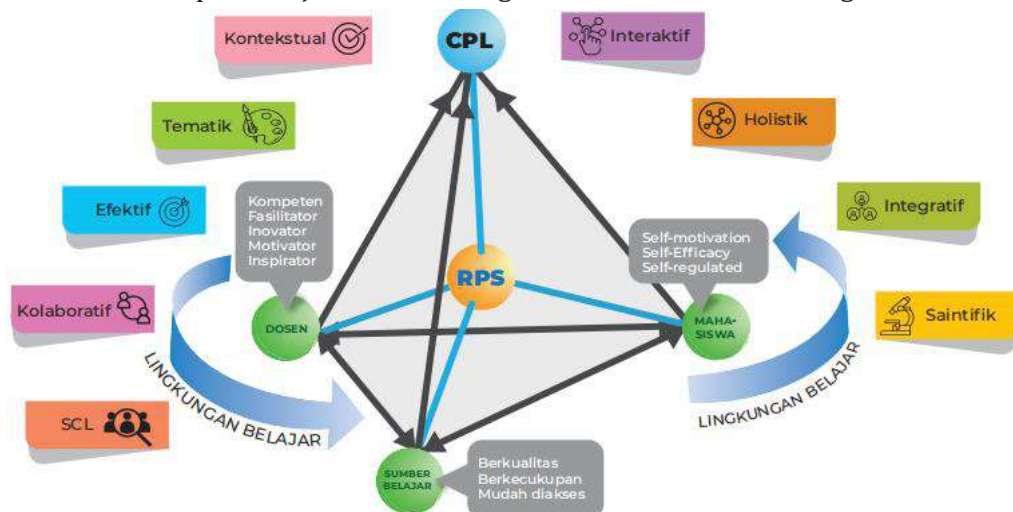 Kontekstual
CPL
Interaktif
Tematik
Holistik
Efektif
Kompeten
Fasilitator
Inovator
Motivator
Inspirator
Self-motivation
Self-Efficacy
Self-regulated
Integratif
RPS
Kolaboratif
DOSEN
MAHA-
SISWA
Saintifik
LINGKUNGAN BELAJAR
LINGKUNGAN BELAJAR
SCL
SUMBER
BELAJAR
Berkualitas
Berkecukupan
Mudah diakses